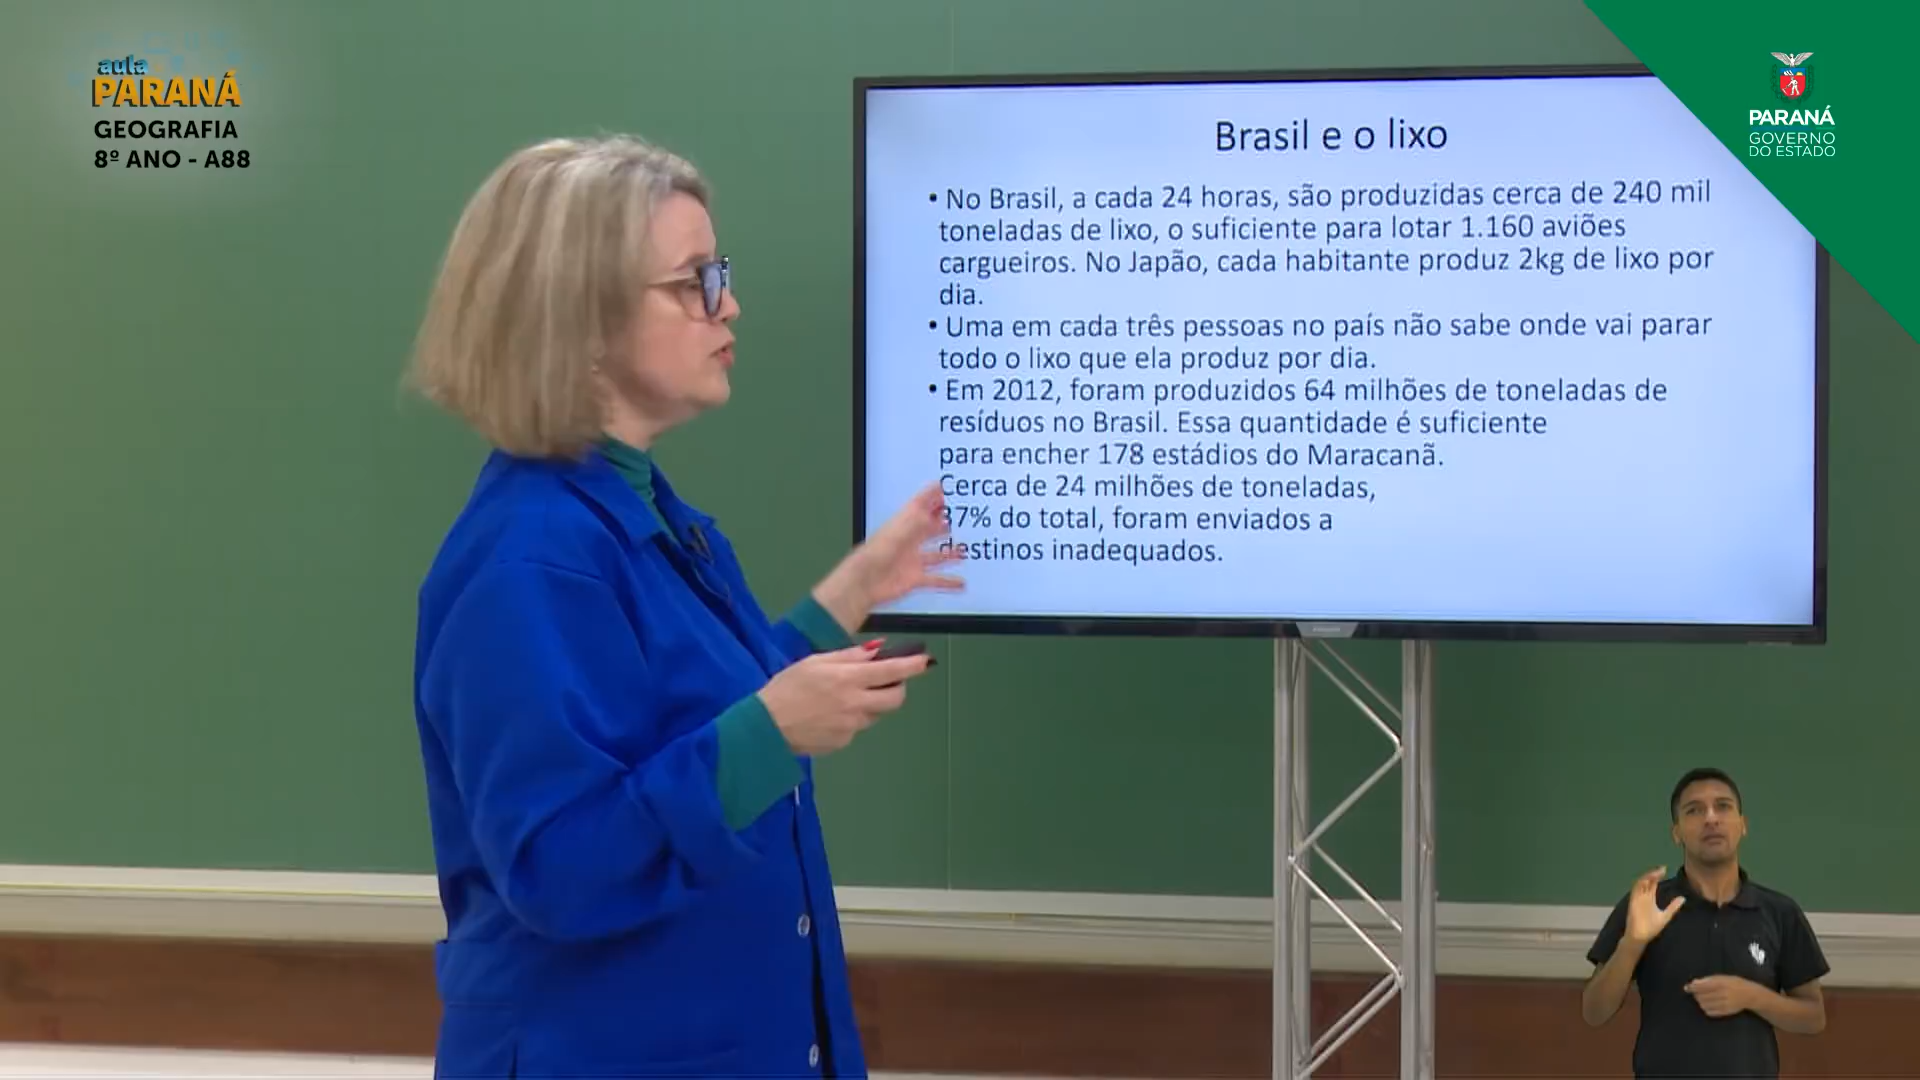 aula
PARANÁ
GEOGRAFIA
8º ANO - A88
PARANÁ
GOVERNO
DO ESTADO
Brasil e o lixo
• No Brasil, a cada 24 horas, são produzidas cerca de 240 mil
toneladas de lixo, o suficiente para lotar 1.160 aviões
cargueiros. No Japão, cada habitante produz 2kg de lixo por
dia.
• Uma em cada três pessoas no país não sabe onde vai parar
todo o lixo que ela produz por dia.
• Em 2012, foram produzidos 64 milhões de toneladas de
resíduos no Brasil. Essa quantidade é suficiente
para encher 178 estádios do Maracanã.
Cerca de 24 milhões de toneladas,
37% do total, foram enviados a
destinos inadequados.